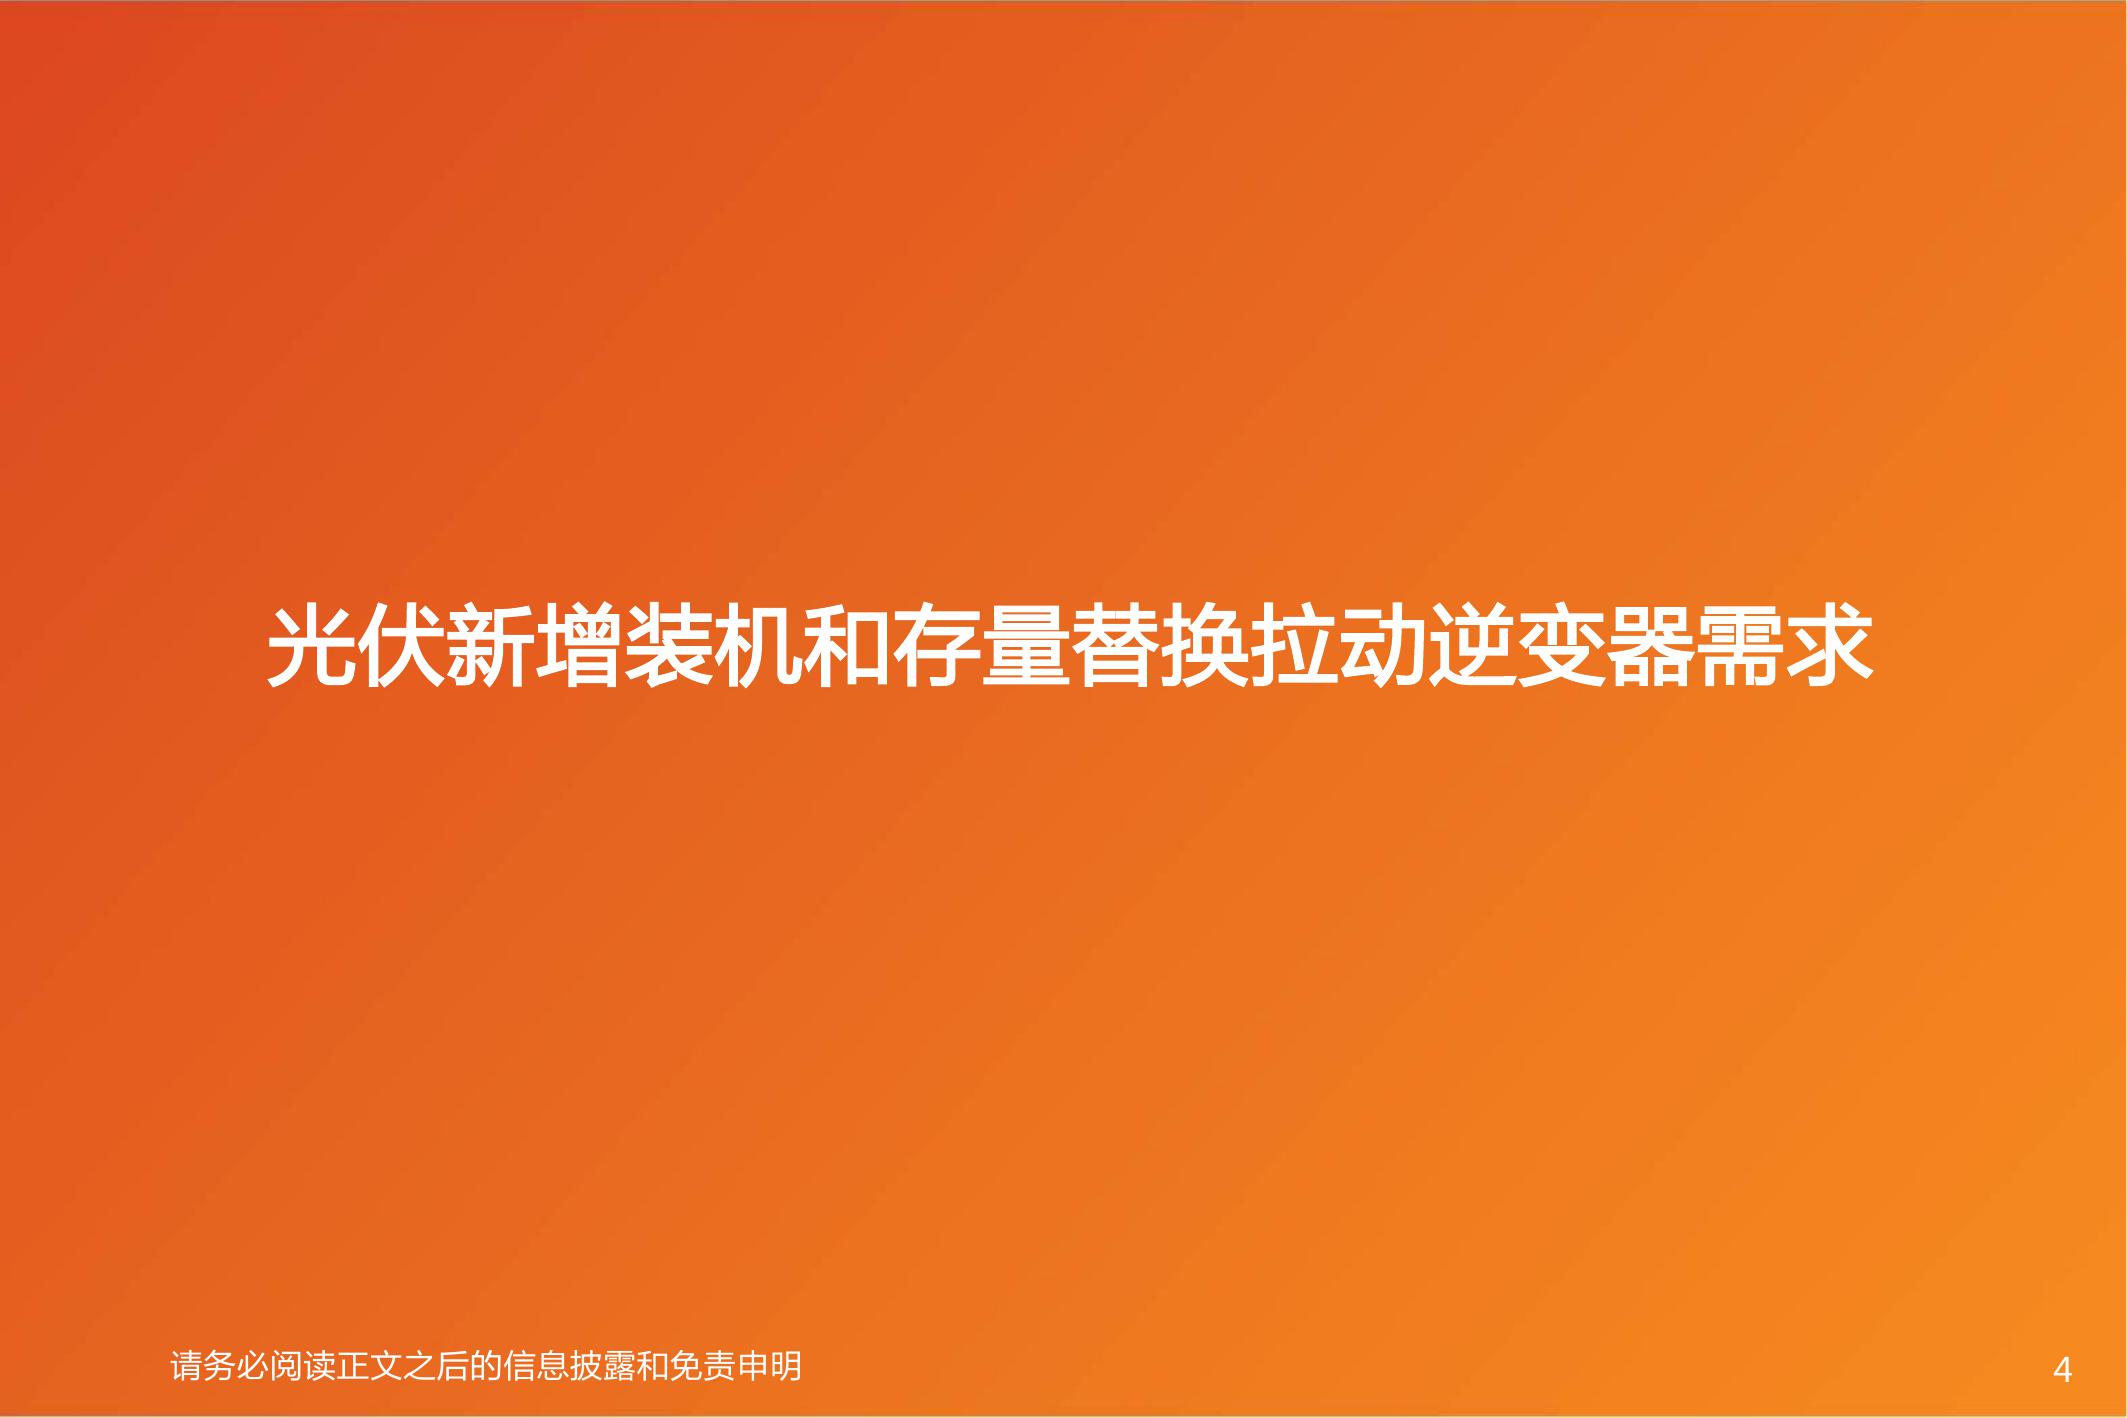 光伏新增装机和存量替换拉动逆变器需求
请务必阅读正文之后的信息披露和免责申明
4